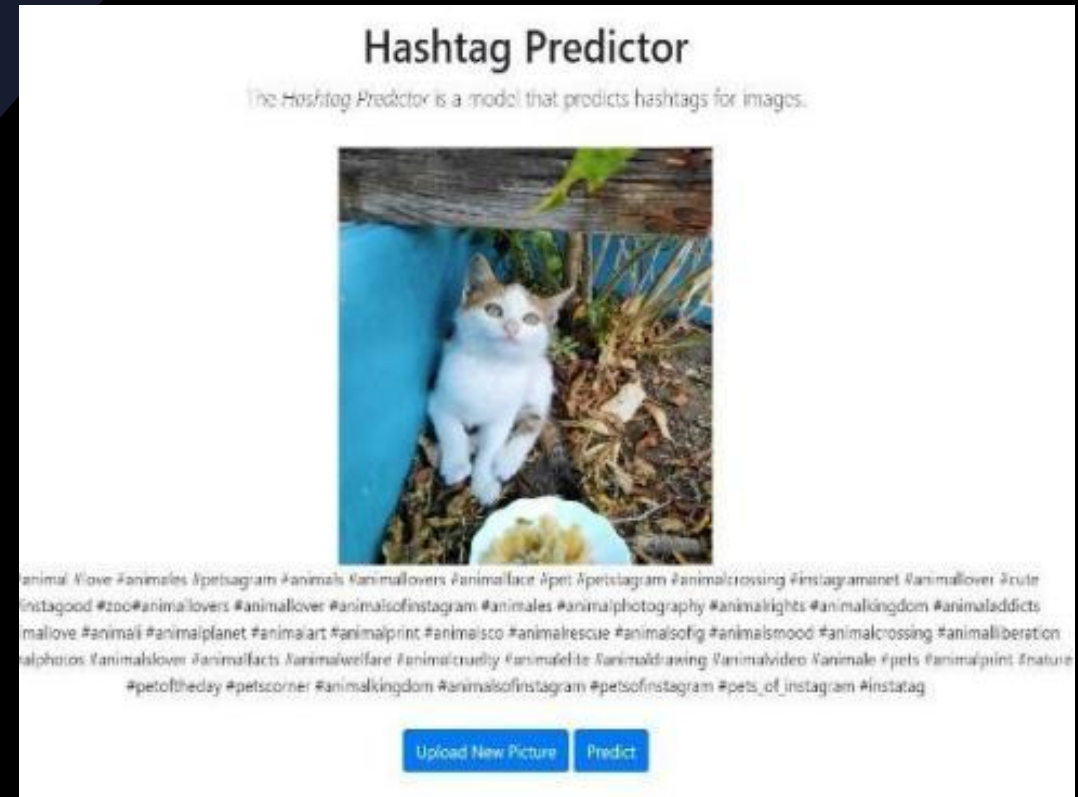 Hashtag Predictor
The Hashtag Predictor is a model that predicts hashtags for images.
#animal #love #animales #petsagram #animals #animallovers #animalface #pet #petstagram #animalcrossing #instagramanet #animallover #cute
instagood #zoo#animallovers #animallover #animalsofinstagram #animales #animalphotography #animalrights #animalkingdom #animaladdicts
mallove #animali #animalplanet #animalart #animalprint #animalsco #animalrescue #animalsofig #animalsmood #animalcrossing #animalliberation
alphotos #animalslover #animalfacts #animalwelfare #animalcruelty #animalelite #animaldrawing #animalvideo #animale #pets #animalprint #nature
#petoftheday #petscorner #animalkingdom #animalsofinstagram #petsofinstagram #pets_of_instagram #instatag
Upload New Picture Predict